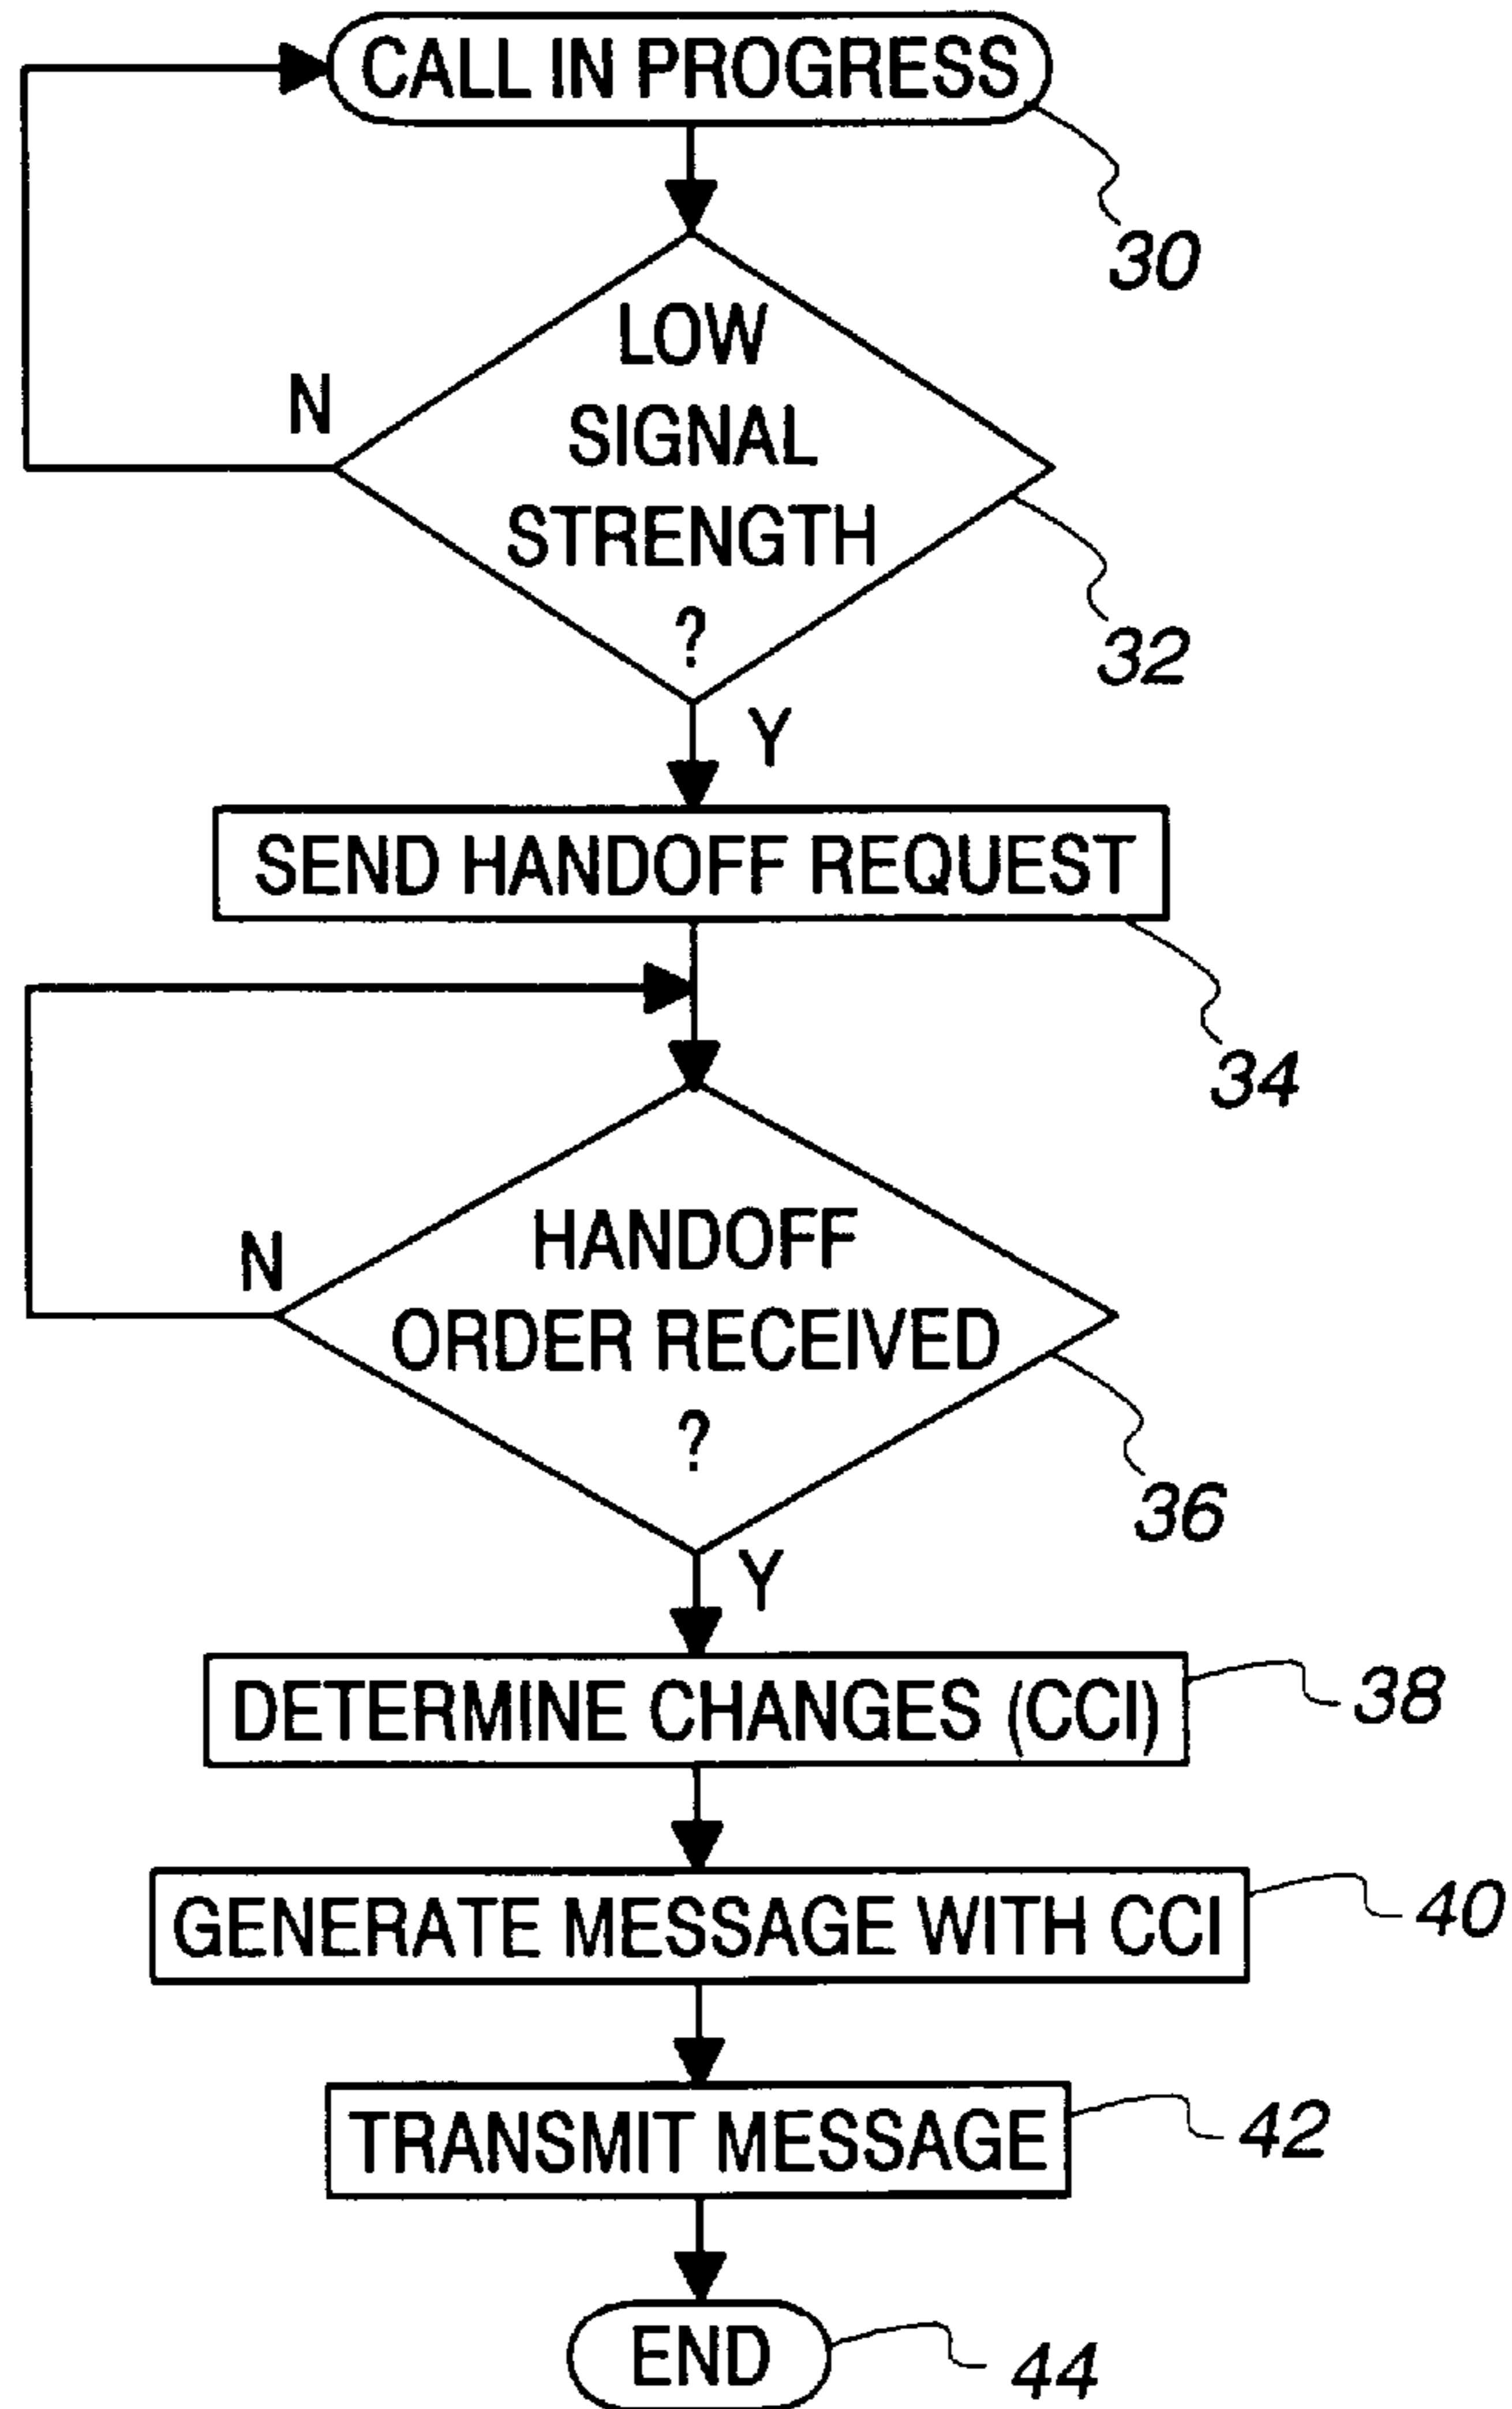 CALL IN PROGRESS
30
LOW
SIGNAL
STRENGTH
?
N
32
Y
SEND HANDOFF REQUEST
34
HANDOFF
ORDER RECEIVED
?
N
36
Y
DETERMINE CHANGES (CCI)
38
GENERATE MESSAGE WITH CCI
40
TRANSMIT MESSAGE
42
END
44